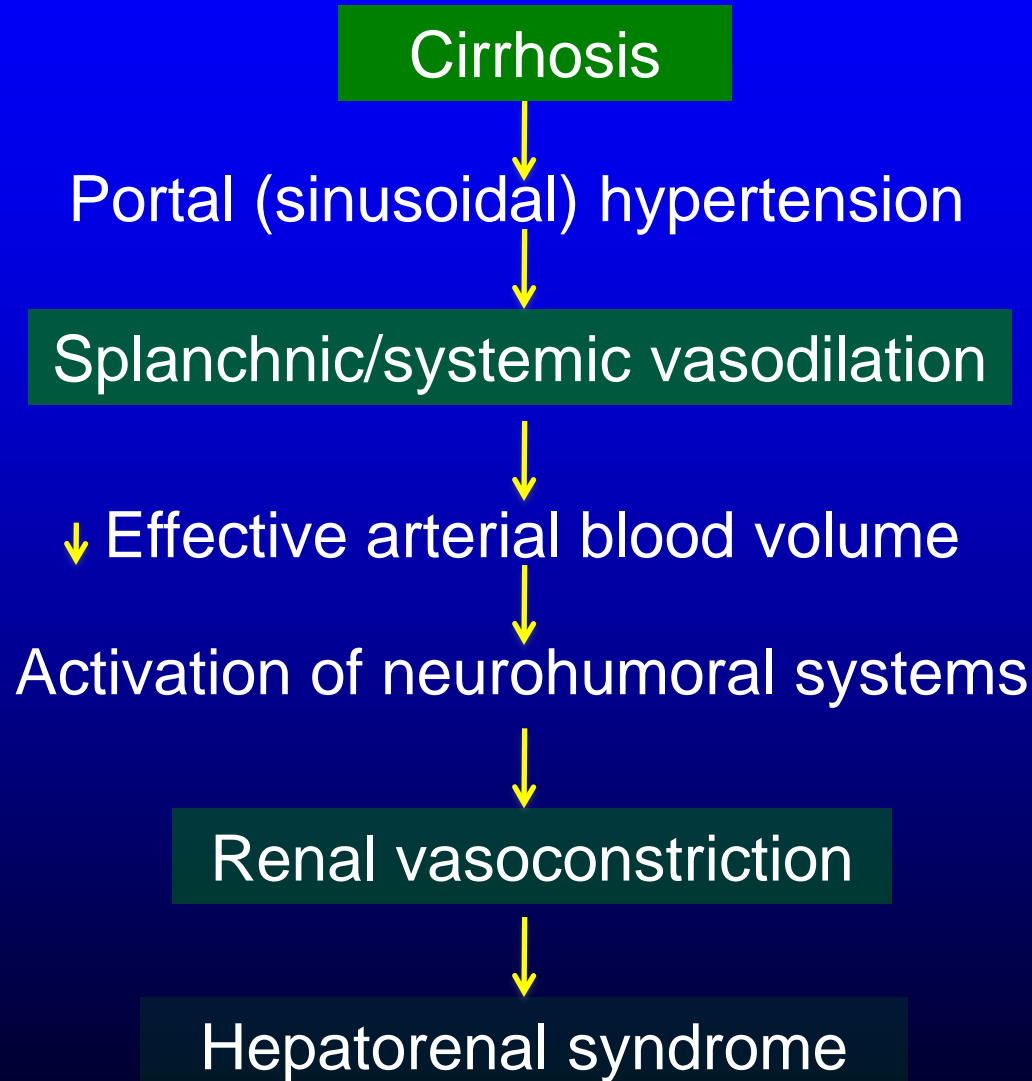 Cirrhosis
Portal (sinusoidal) hypertension
Splanchnic/systemic vasodilation
↓ Effective arterial blood volume
Activation of neurohumoral systems
Renal vasoconstriction
Hepatorenal syndrome